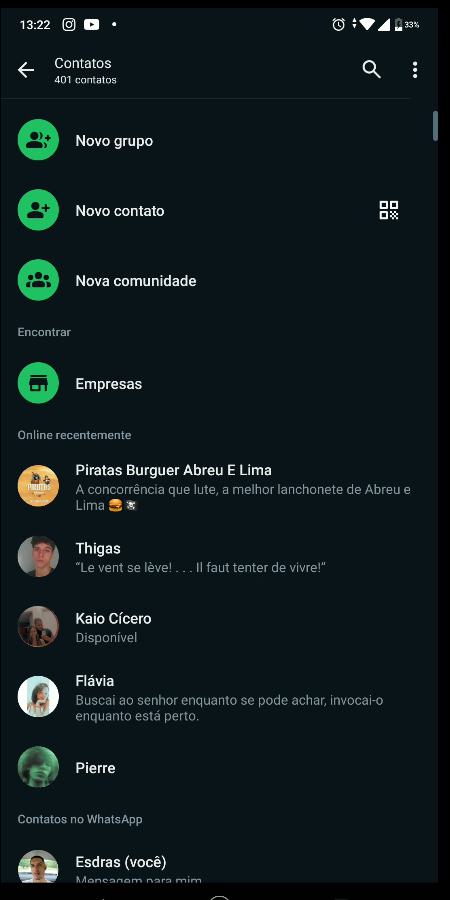 13:22
33%
Contatos
401 contatos
Novo grupo
Novo contato
Nova comunidade
Encontrar
Empresas
Online recentemente
Piratas Burguer Abreu E Lima
A concorrência que lute, a melhor lanchonete de Abreu e
Lima 🍔🏴‍☠️
Thigas
“Le vent se lève! . . . Il faut tenter de vivre!”
Kaio Cícero
Disponível
Flávia
Buscai ao senhor enquanto se pode achar, invocai-o
enquanto está perto.
Pierre
Contatos no WhatsApp
Esdras (você)
Mensagem para mim